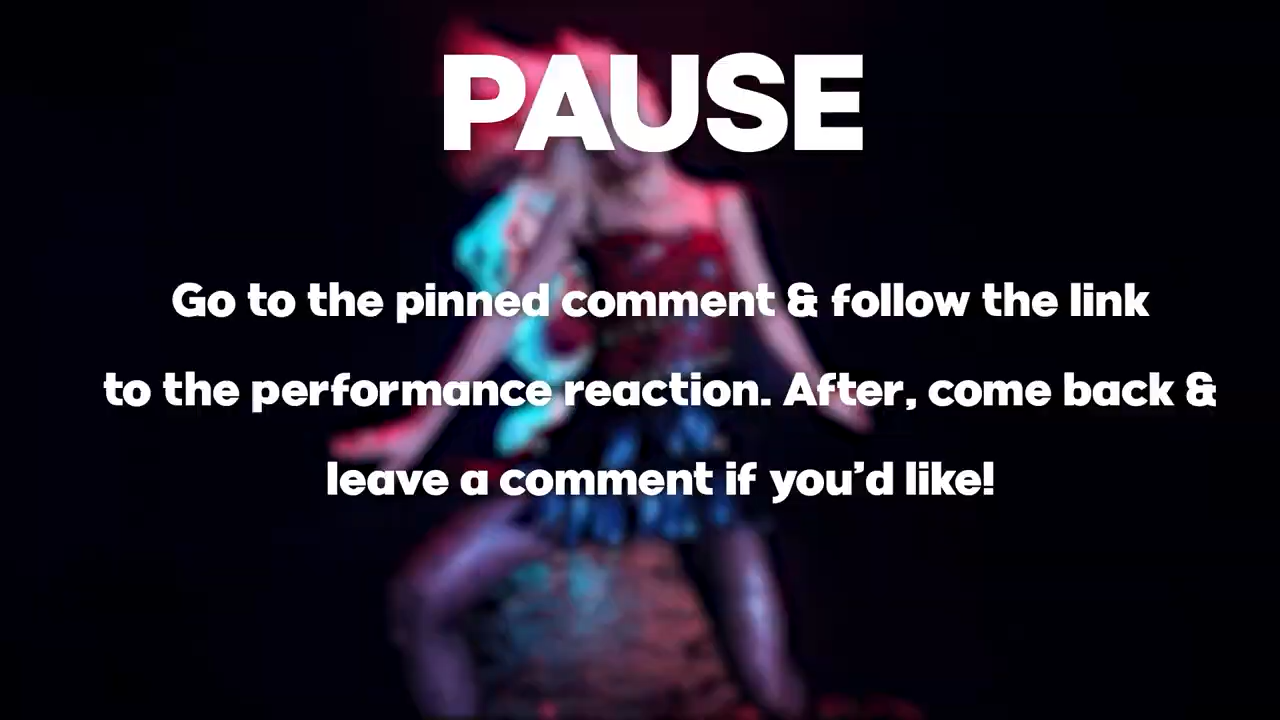 PAUSE
Go to the pinned comment & follow the link
to the performance reaction. After, come back &
leave a comment if you’d like!